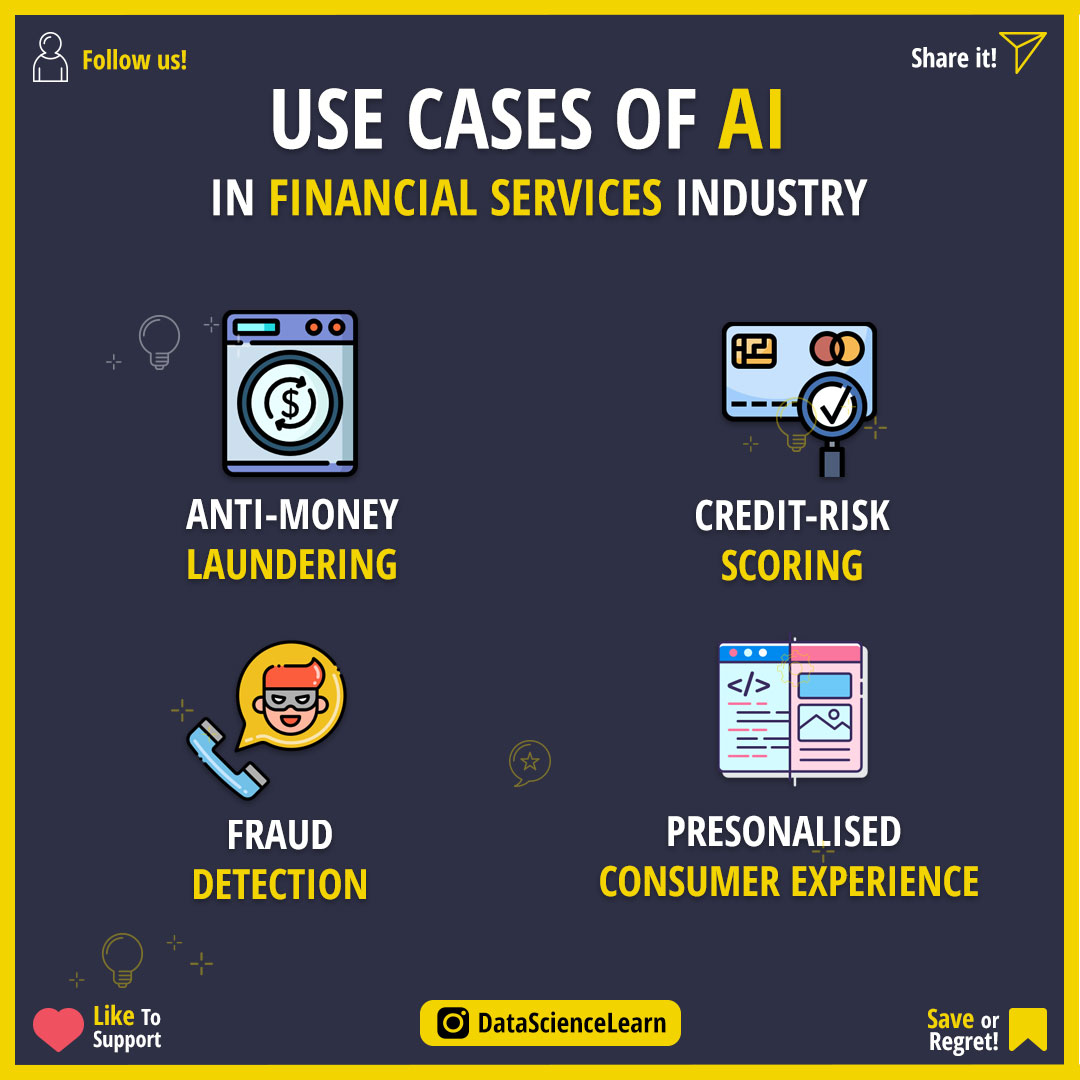 Follow us!
Share it!
USE CASES OF AI
IN FINANCIAL SERVICES INDUSTRY
$
ANTI-MONEY
LAUNDERING
CREDIT-RISK
SCORING
</>
FRAUD
DETECTION
PRESONALISED
CONSUMER EXPERIENCE
Like To
Support
DataScienceLearn
Save or
Regret!